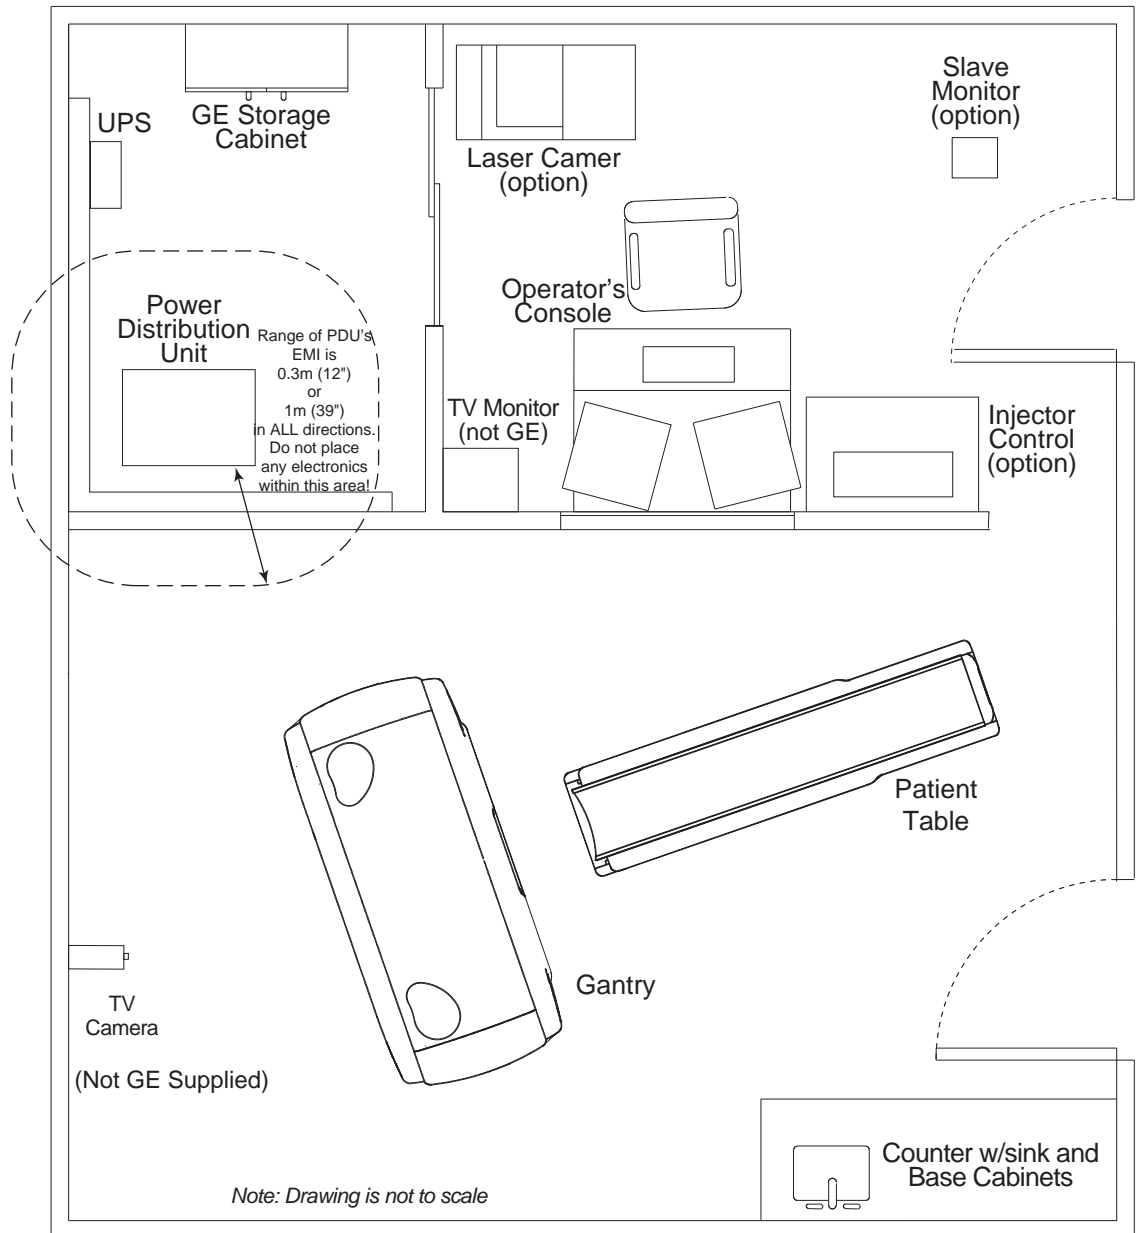 UPS
GE Storage
Cabinet
Laser Camer
(option)
Slave
Monitor
(option)
Operator's
Console
Power
Distribution
Unit
Range of PDU's
EMI is
0.3m (12")
or
1m (39")
in ALL directions.
Do not place
any electronics
within this area!
TV Monitor
(not GE)
Injector
Control
(option)
Patient
Table
Gantry
TV
Camera
(Not GE Supplied)
Counter w/sink and
Base Cabinets
Note: Drawing is not to scale